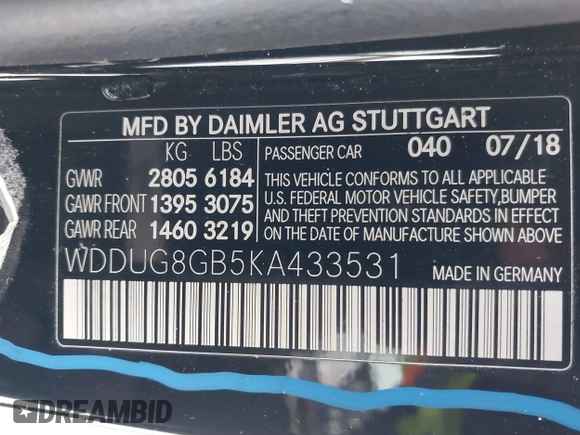 MFD BY DAIMLER AG STUTTGART
KG LBS
GVWR 2805 6184
GAWR FRONT 1395 3075
GAWR REAR 1460 3219
PASSENGER CAR 040 07/18
THIS VEHICLE CONFORMS TO ALL APPLICABLE
U.S. FEDERAL MOTOR VEHICLE SAFETY,BUMPER
AND THEFT PREVENTION STANDARDS IN EFFECT
ON THE DATE OF MANUFACTURE SHOWN ABOVE
WDDUG8GB5KA433531
MADE IN GERMANY
DREAMBID